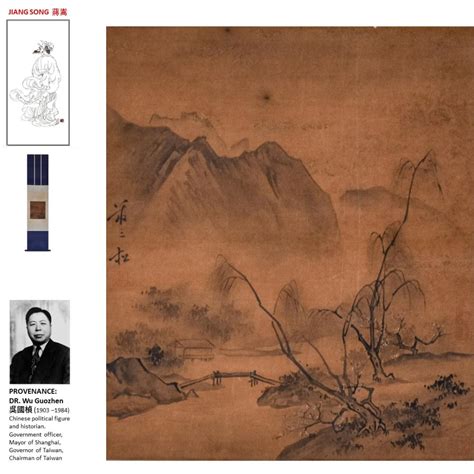 JIANG SONG 蔣嵩
PROVENANCE:
DR. Wu Guozhen
吳國楨 (1903 –1984)
Chinese political figure
and historian.
Government officer,
Mayor of Shanghai,
Governor of Taiwan,
Chairman of Taiwan
三松